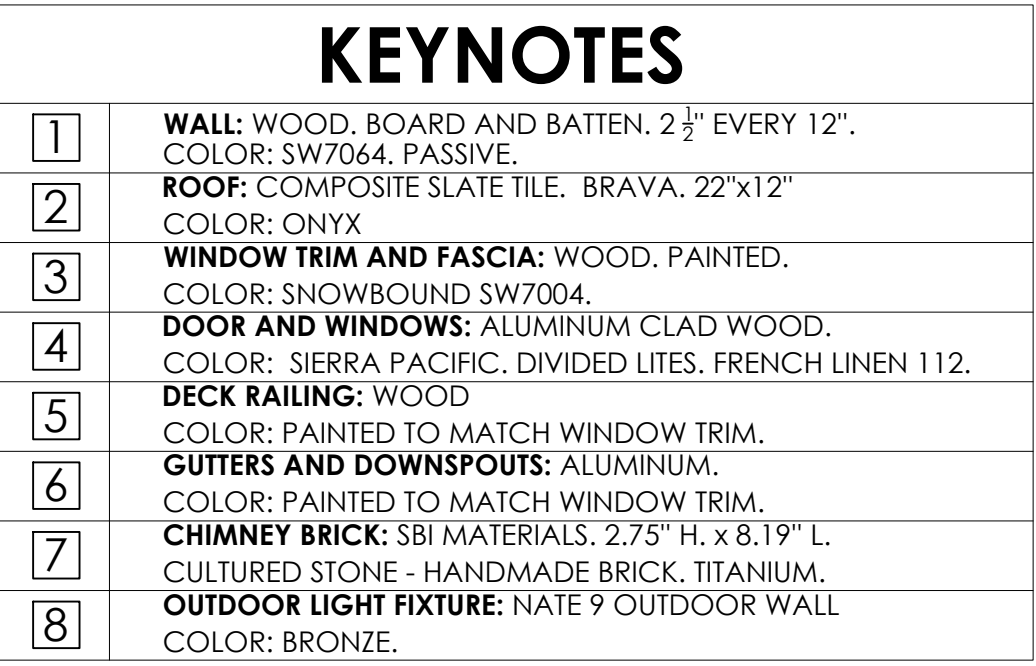 KEYNOTES
1
WALL: WOOD. BOARD AND BATTEN. 2 ½" EVERY 12".
COLOR: SW7064. PASSIVE.
2
ROOF: COMPOSITE SLATE TILE. BRAVA. 22"x12"
COLOR: ONYX
3
WINDOW TRIM AND FASCIA: WOOD. PAINTED.
COLOR: SNOWBOUND SW7004.
4
DOOR AND WINDOWS: ALUMINUM CLAD WOOD.
COLOR: SIERRA PACIFIC. DIVIDED LITES. FRENCH LINEN 112.
5
DECK RAILING: WOOD
COLOR: PAINTED TO MATCH WINDOW TRIM.
6
GUTTERS AND DOWNSPOUTS: ALUMINUM.
COLOR: PAINTED TO MATCH WINDOW TRIM.
7
CHIMNEY BRICK: SBI MATERIALS. 2.75" H. x 8.19" L.
CULTURED STONE - HANDMADE BRICK. TITANIUM.
8
OUTDOOR LIGHT FIXTURE: NATE 9 OUTDOOR WALL
COLOR: BRONZE.